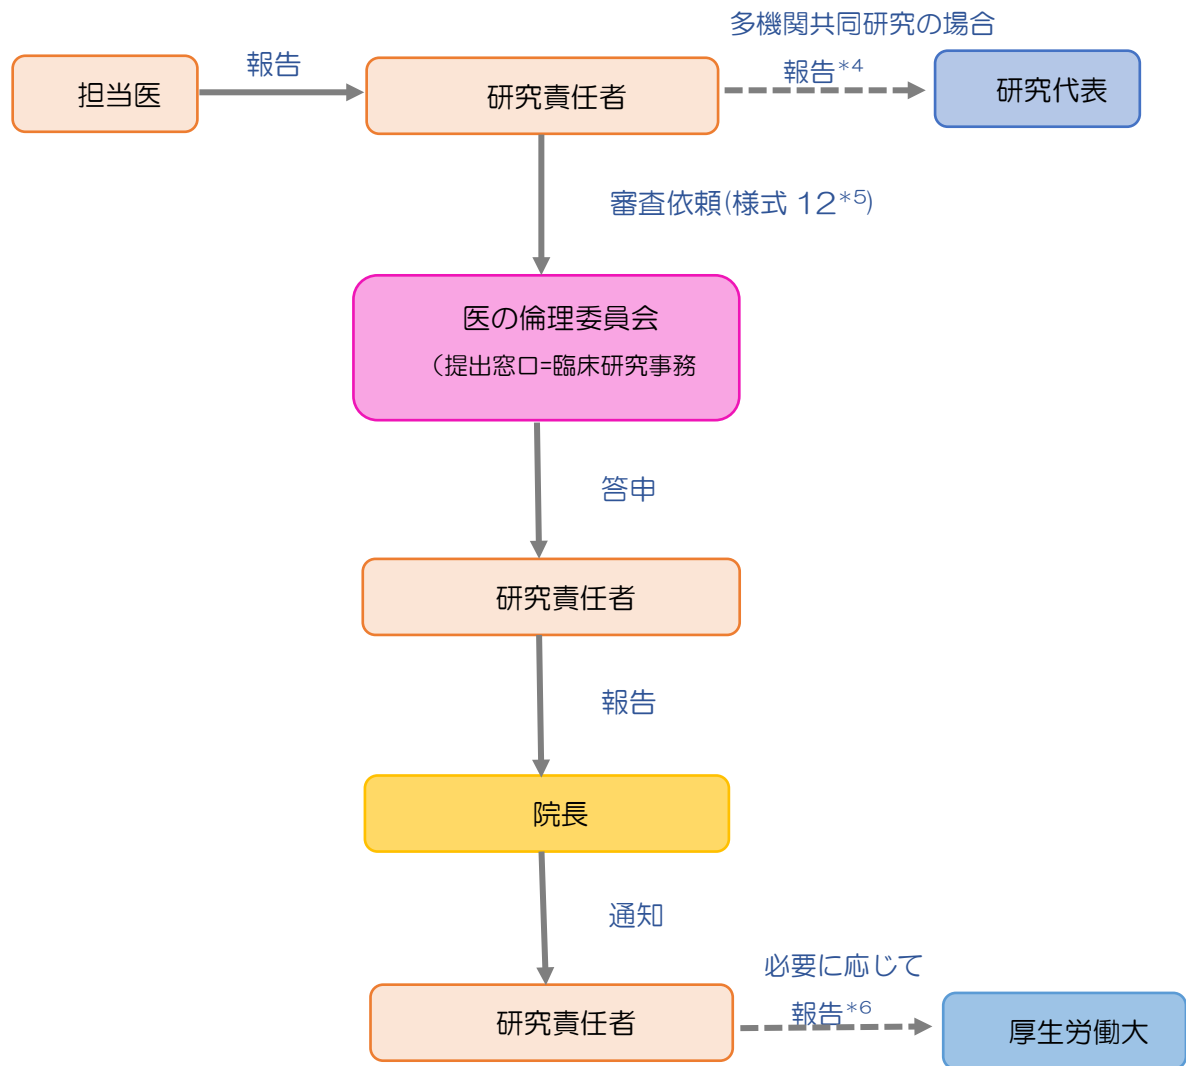 多機関共同研究の場合
報告
報告*4
担当医
研究責任者
研究代表
審査依頼(様式 12*5)
医の倫理委員会
（提出窓口=臨床研究事務
答申
研究責任者
報告
院長
通知
必要に応じて
報告*6
研究責任者
厚生労働大